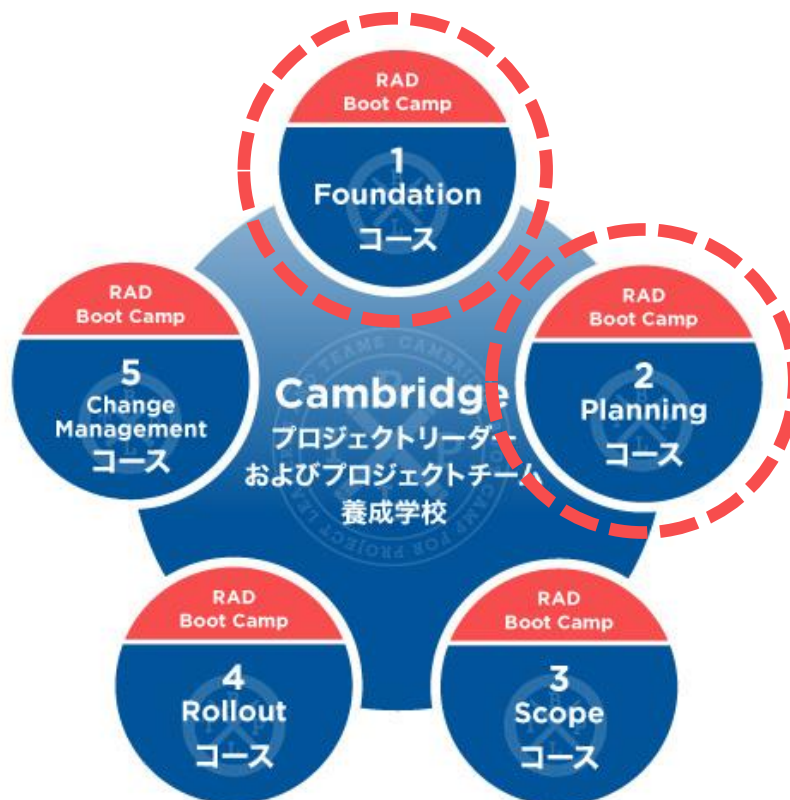 RAD
Boot Camp
1
Foundation
コース
RAD
Boot Camp
2
Planning
コース
RAD
Boot Camp
3
Scope
コース
RAD
Boot Camp
4
Rollout
コース
RAD
Boot Camp
5
Change
Management
コース
Cambridge
プロジェクトリーダー
およびプロジェクトチーム
養成学校